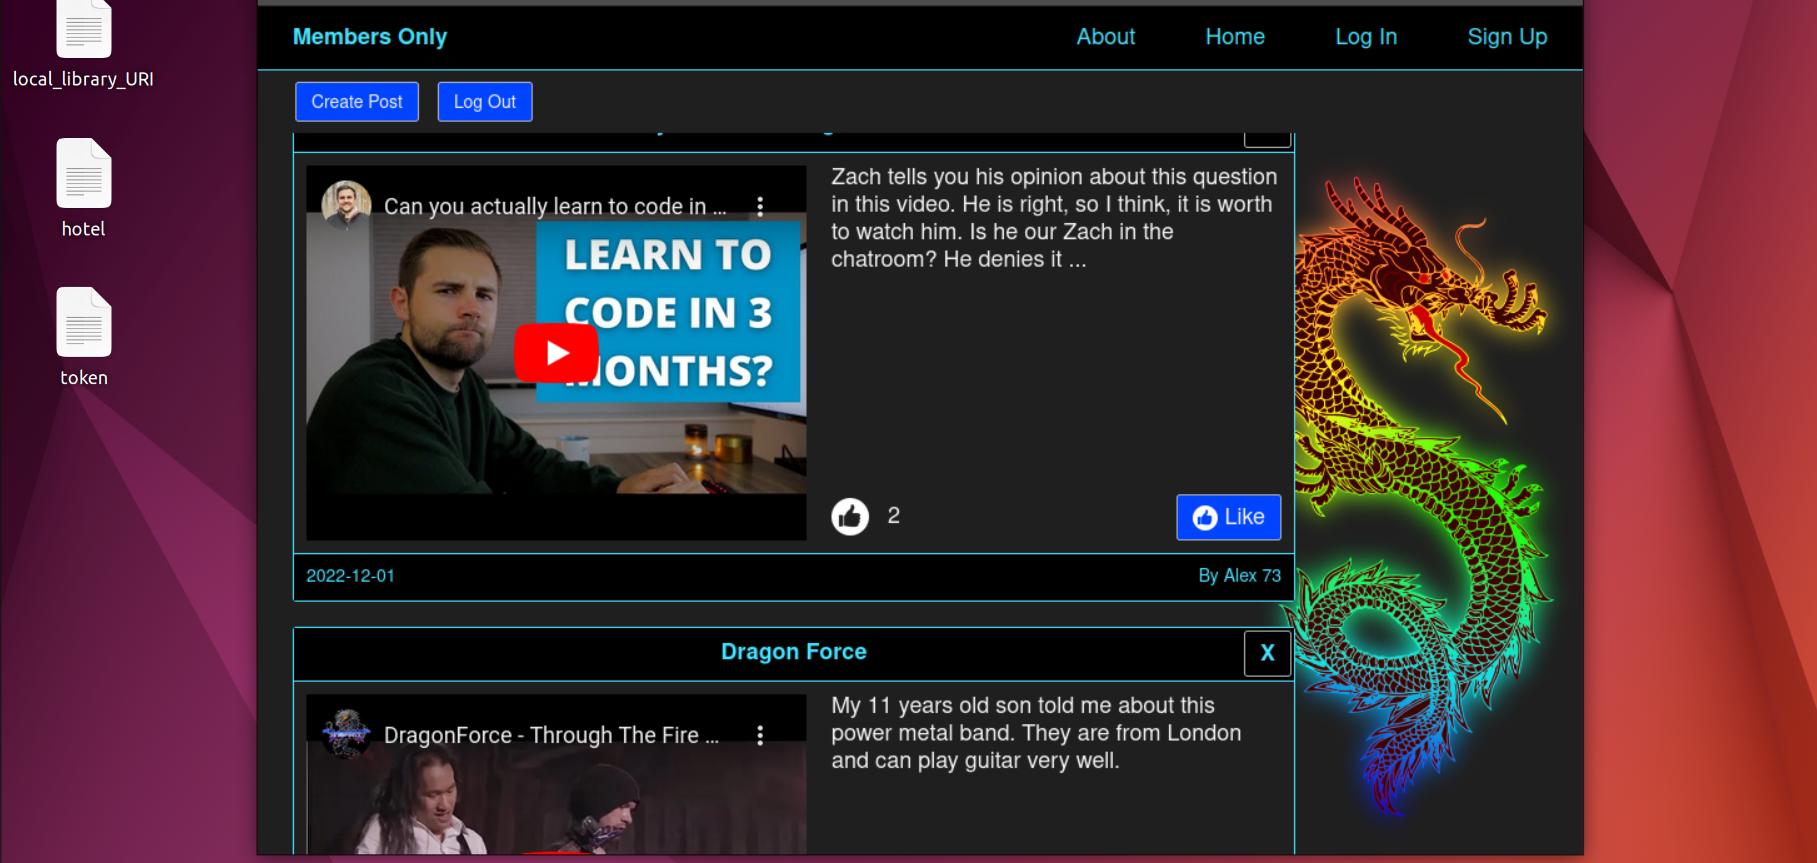 local_library_URI
hotel
token
Members Only
About
Home
Log In
Sign Up
Create Post
Log Out
Can you actually learn to code in ...
LEARN TO
CODE IN 3
MONTHS?
Zach tells you his opinion about this question
in this video. He is right, so I think, it is worth
to watch him. Is he our Zach in the
chatroom? He denies it ...
2
Like
2022-12-01
By Alex 73
Dragon Force
X
DragonForce - Through The Fire ...
My 11 years old son told me about this
power metal band. They are from London
and can play guitar very well.